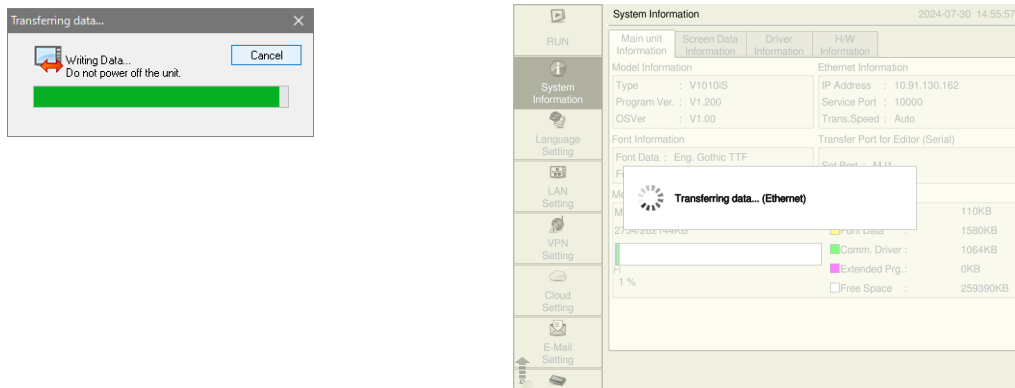 Transferring data...
Writing Data...
Do not power off the unit.
Cancel
RUN
System
Information
Language
Setting
LAN
Setting
VPN
Setting
Cloud
Setting
E-Mail
Setting
System Information
2024-07-30 14:55:57
Main unit
Information
Screen Data
Information
Driver
Information
H/W
Information
Model Information
Type : V1010iS
Program Ver. : V1.200
OSVer : V1.00
Ethernet Information
IP Address : 10.91.130.162
Service Port : 10000
Trans.Speed : Auto
Font Information
Font Data : Eng. Gothic TTF
Transfer Port for Editor (Serial)
Transferring data... (Ethernet)
110KB
Font Data : 1580KB
Comm. Driver : 1064KB
Extended Prg.: 0KB
Free Space : 259390KB
1 %